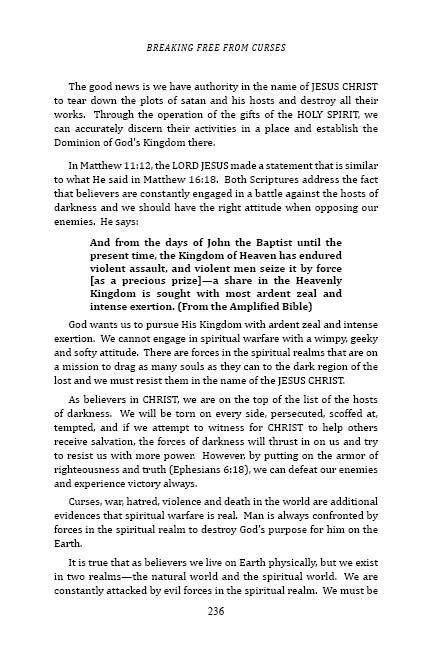 BREAKING FREE FROM CURSES
The good news is we have authority in the name of JESUS CHRIST
to tear down the plots of satan and his hosts and destroy all their
works. Through the operation of the gifts of the HOLY SPIRIT, we
can accurately discern their activities in a place and establish the
Dominion of God's Kingdom there.
In Matthew 11:12, the LORD JESUS made a statement that is similar
to what He said in Matthew 16:18. Both Scriptures address the fact
that believers are constantly engaged in a battle against the hosts of
darkness and we should have the right attitude when opposing our
enemies. He says:
And from the days of John the Baptist until the
present time, the Kingdom of Heaven has endured
violent assault, and violent men seize it by force
[as a precious prize]—a share in the Heavenly
Kingdom is sought with most ardent zeal and
intense exertion. (From the Amplified Bible)
God wants us to pursue His Kingdom with ardent zeal and intense
exertion. We cannot engage in spiritual warfare with a wimpy, geeky
and softy attitude. There are forces in the spiritual realms that are on
a mission to drag as many souls as they can to the dark region of the
lost and we must resist them in the name of the JESUS CHRIST.
As believers in CHRIST, we are on the top of the list of the hosts
of darkness. We will be torn on every side, persecuted, scoffed at,
tempted, and if we attempt to witness for CHRIST to help others
receive salvation, the forces of darkness will thrust in on us and try
to resist us with more power. However, by putting on the armor of
righteousness and truth (Ephesians 6:18), we can defeat our enemies
and experience victory always.
Curses, war, hatred, violence and death in the world are additional
evidences that spiritual warfare is real. Man is always confronted by
forces in the spiritual realm to destroy God's purpose for him on the
Earth.
It is true that as believers we live on Earth physically, but we exist
in two realms—the natural world and the spiritual world. We are
constantly attacked by evil forces in the spiritual realm. We must be
236